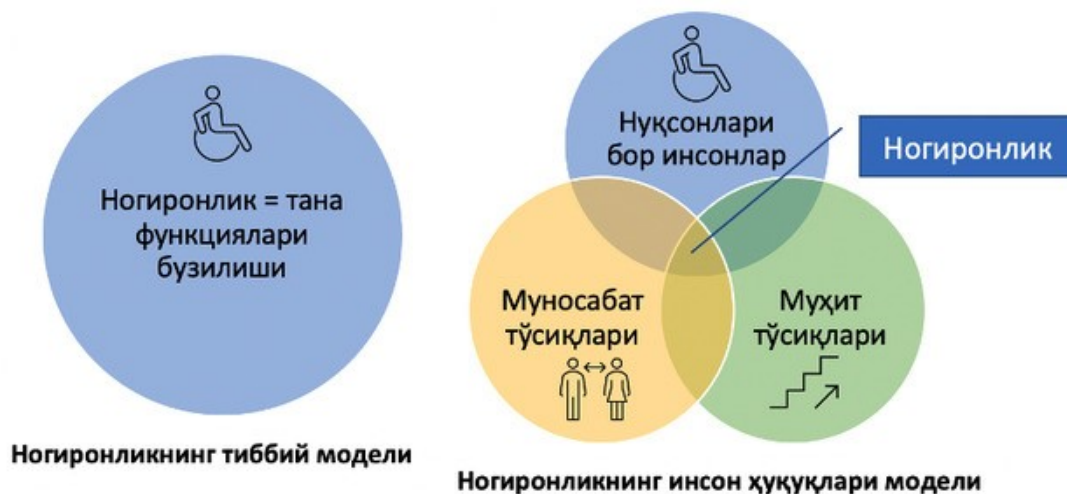 Ногиронлик = тана
функциялари
бузилиши
Ногиронликнинг тиббий модели
Нуқсонлари
бор инсонлар
Ногиронлик
Муносабат
тўсиқлари
Муҳит
тўсиқлари
Ногиронликнинг инсон ҳуқуқлари модели